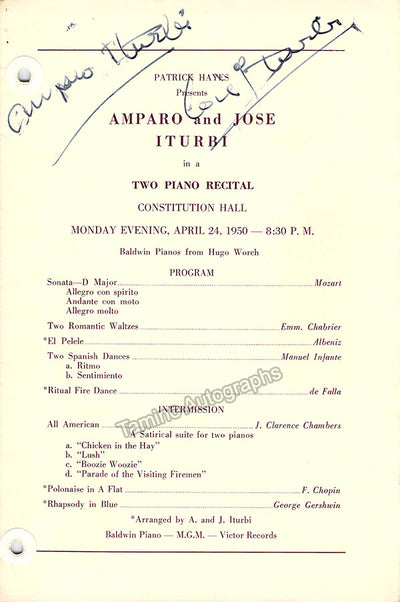 Amparo Iturbi
Jose Iturbi
PATRICK HAYES
Presents
AMPARO and JOSE
ITURBI
in a
TWO PIANO RECITAL
CONSTITUTION HALL
MONDAY EVENING, APRIL 24, 1950 — 8:30 P. M.
Baldwin Pianos from Hugo Worch
PROGRAM
Sonata—D Major Mozart
Allegro con spirito
Andante con moto
Allegro molto
Two Romantic Waltzes Emm. Chabrier
*El Pelele Albeniz
Two Spanish Dances Manuel Infante
a. Ritmo
b. Sentimiento
*Ritual Fire Dance de Falla
Tamino Autographs
INTERMISSION
All American J. Clarence Chambers
A Satirical suite for two pianos
a. "Chicken in the Hay"
b. "Lush"
c. "Boozie Woozie"
d. "Parade of the Visiting Firemen"
*Polonaise in A Flat F. Chopin
*Rhapsody in Blue George Gershwin
*Arranged by A. and J. Iturbi
Baldwin Piano — M.G.M. — Victor Records